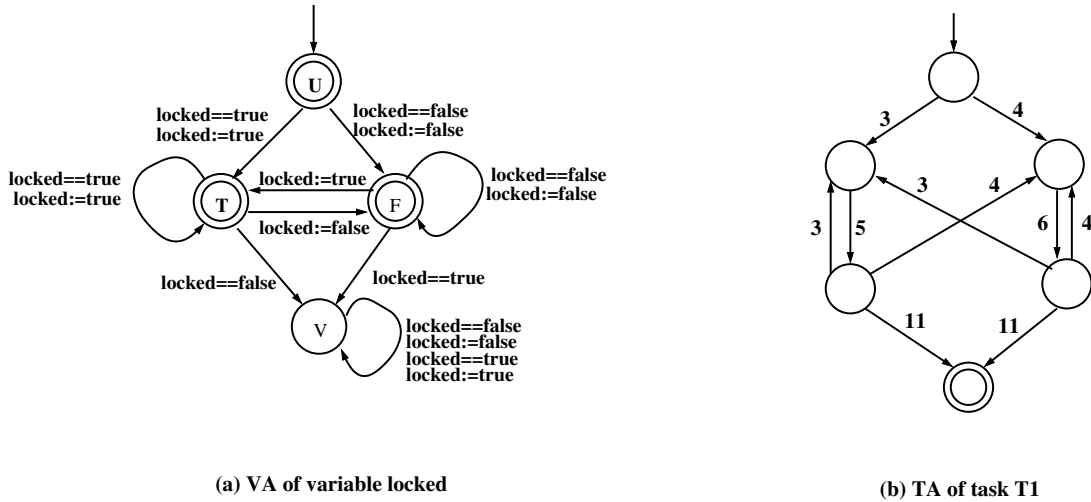 U
locked==true
locked:=true
locked==false
locked:=false
locked==true
locked:=true
T
locked:=true
locked:=false
F
locked==false
locked:=false
locked==false
locked==true
V
locked==false
locked:=false
locked==true
locked:=true
(a) VA of variable locked
3
4
3
4
3
5
6
4
11
11
(b) TA of task T1